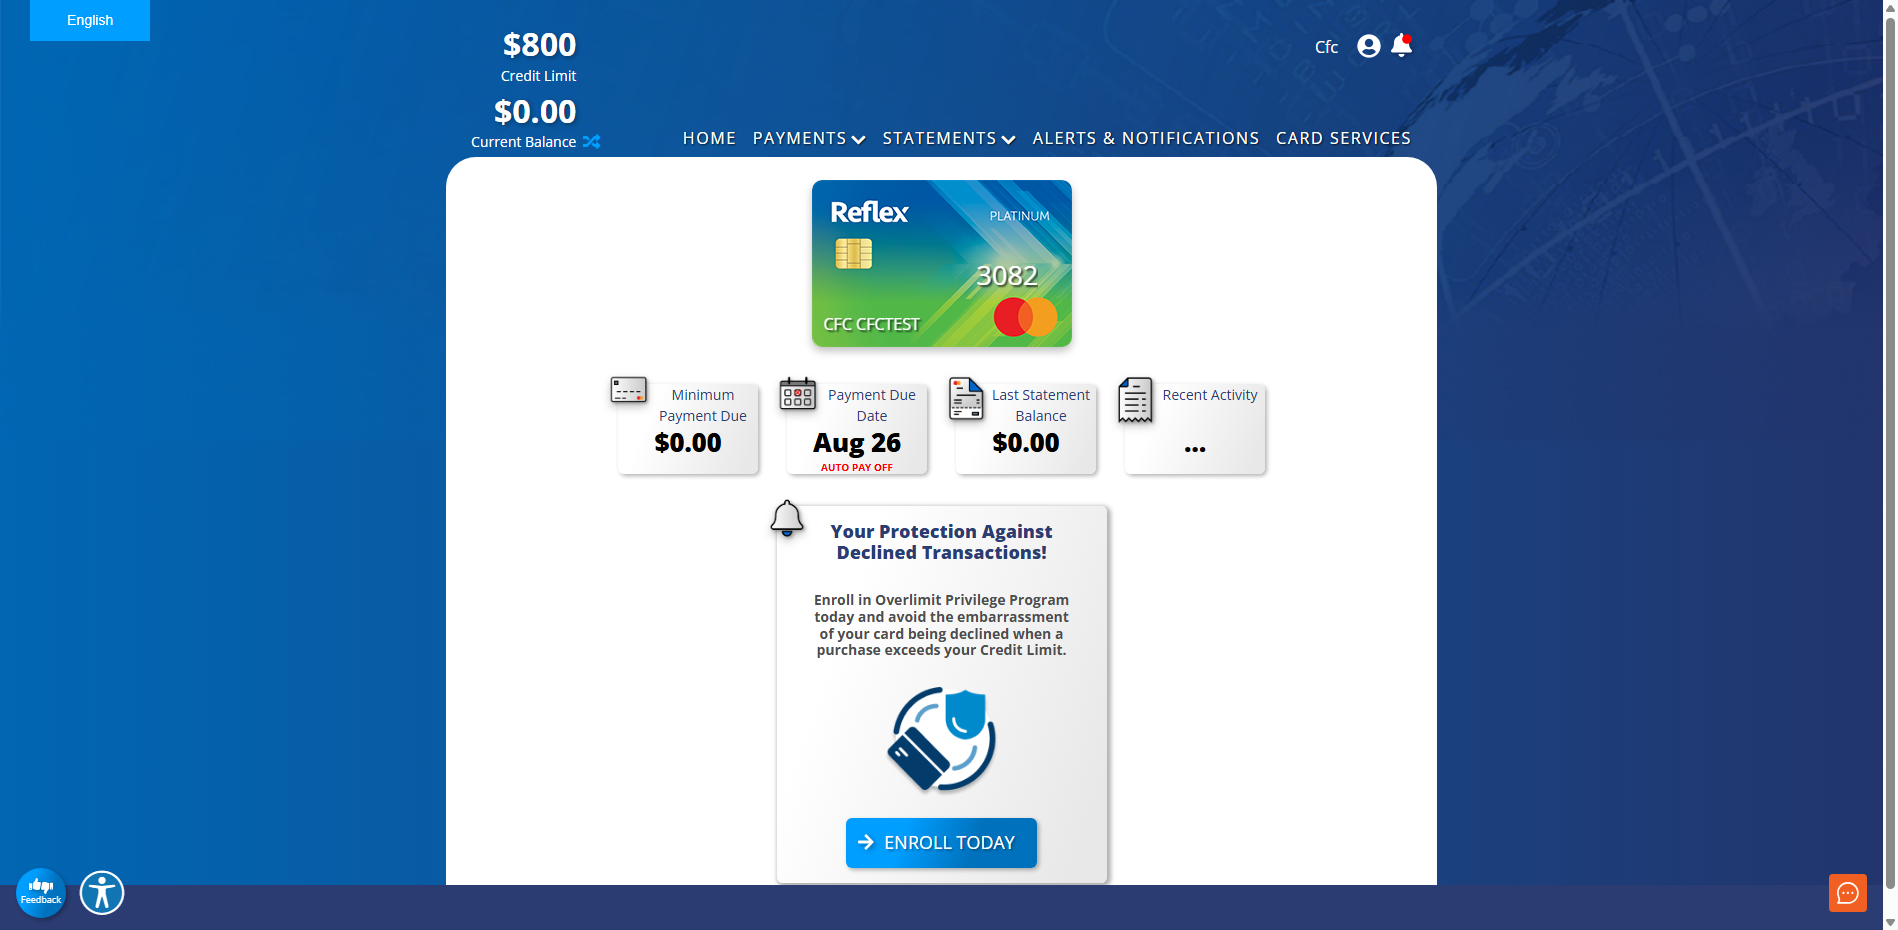 English
$800
Credit Limit
$0.00
Current Balance
Cfc
HOME PAYMENTS STATEMENTS ALERTS & NOTIFICATIONS CARD SERVICES
Reflex
PLATINUM
3082
CFC CFCTEST
Minimum
Payment Due
$0.00
Payment Due
Date
Aug 26
AUTO PAY OFF
Last Statement
Balance
$0.00
Recent Activity
...
Your Protection Against
Declined Transactions!
Enroll in Overlimit Privilege Program
today and avoid the embarrassment
of your card being declined when a
purchase exceeds your Credit Limit.
ENROLL TODAY
Feedback